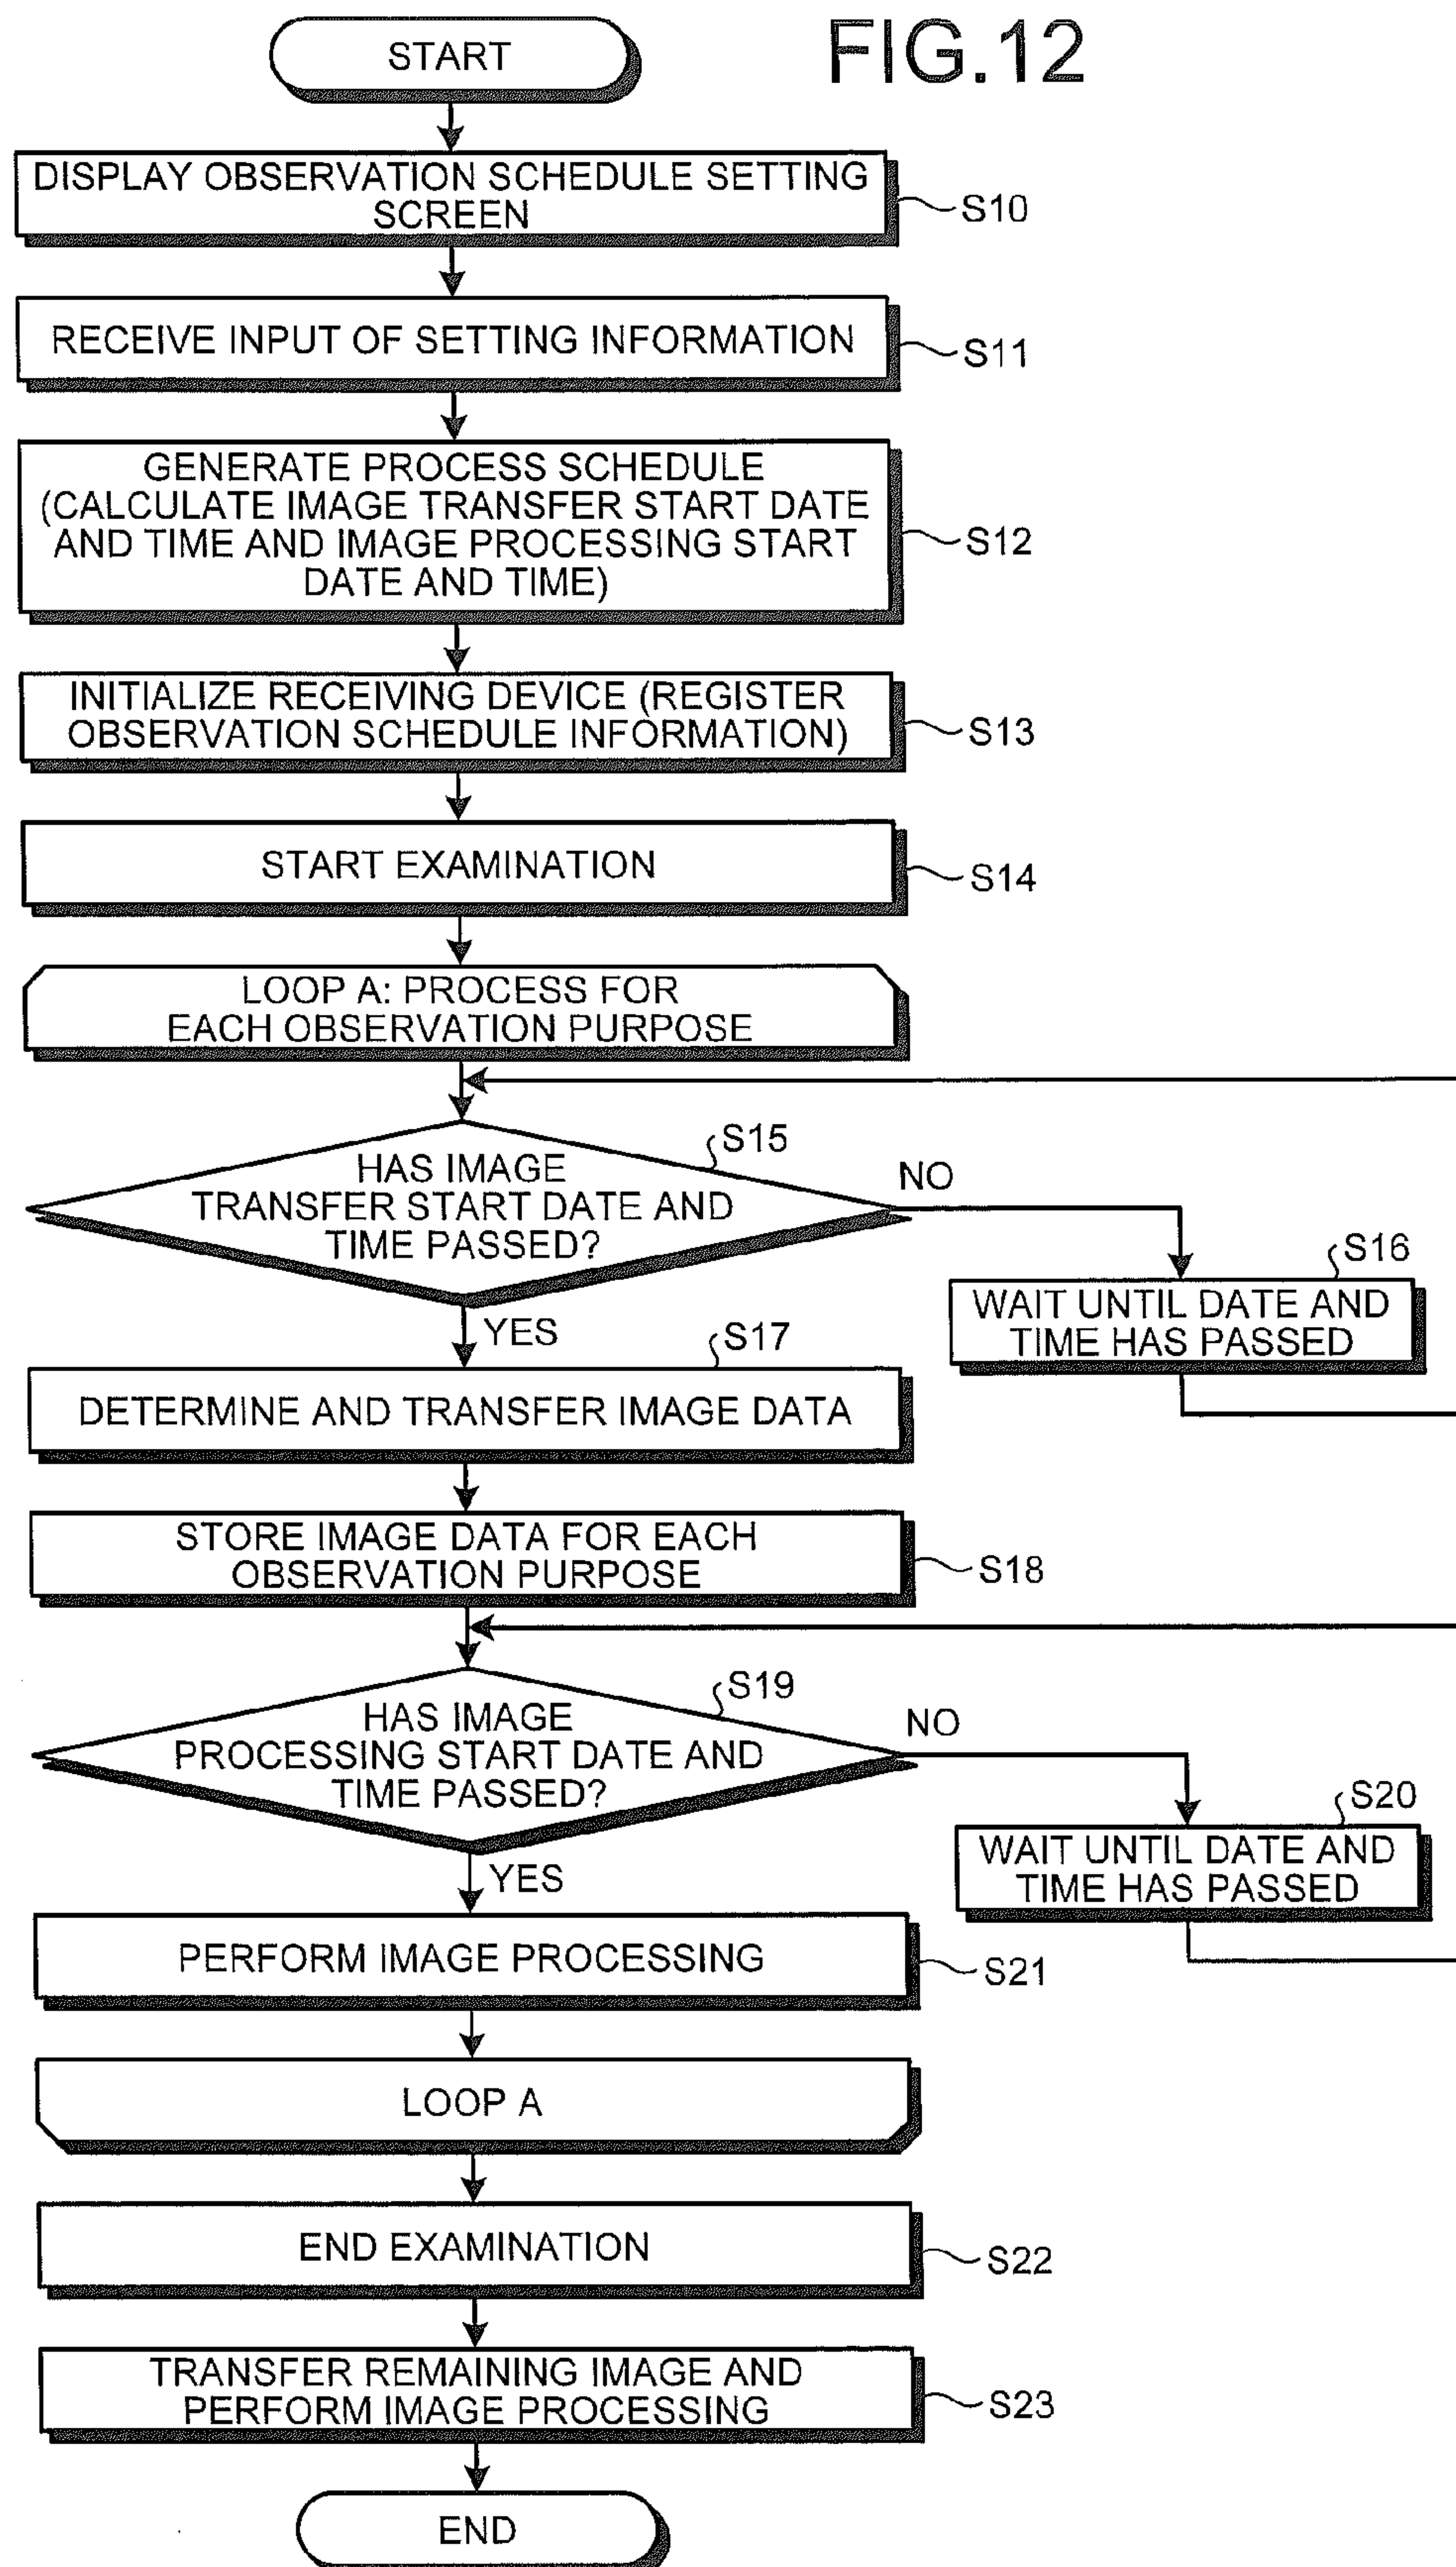 FIG.12
START
DISPLAY OBSERVATION SCHEDULE SETTING
SCREEN
S10
RECEIVE INPUT OF SETTING INFORMATION
S11
GENERATE PROCESS SCHEDULE
(CALCULATE IMAGE TRANSFER START DATE
AND TIME AND IMAGE PROCESSING START
DATE AND TIME)
S12
INITIALIZE RECEIVING DEVICE (REGISTER
OBSERVATION SCHEDULE INFORMATION)
S13
START EXAMINATION
S14
LOOP A: PROCESS FOR
EACH OBSERVATION PURPOSE
S15
HAS IMAGE
TRANSFER START DATE AND
TIME PASSED?
NO
S16
WAIT UNTIL DATE AND
TIME HAS PASSED
YES
S17
DETERMINE AND TRANSFER IMAGE DATA
STORE IMAGE DATA FOR EACH
OBSERVATION PURPOSE
S18
S19
HAS IMAGE
PROCESSING START DATE AND
TIME PASSED?
NO
S20
WAIT UNTIL DATE AND
TIME HAS PASSED
YES
PERFORM IMAGE PROCESSING
S21
LOOP A
END EXAMINATION
S22
TRANSFER REMAINING IMAGE AND
PERFORM IMAGE PROCESSING
S23
END